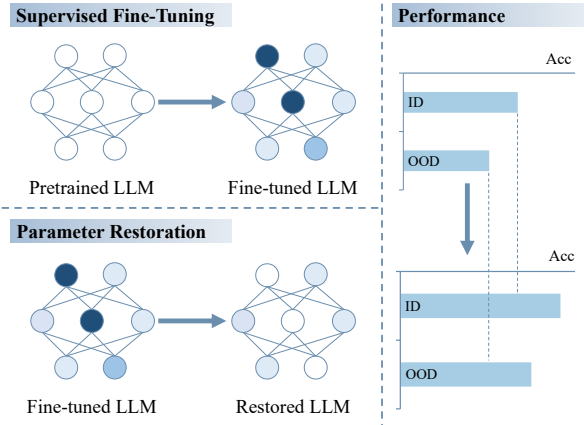 Supervised Fine-Tuning
Pretrained LLM
Fine-tuned LLM
Parameter Restoration
Fine-tuned LLM
Restored LLM
Performance
Acc
ID
OOD
Acc
ID
OOD